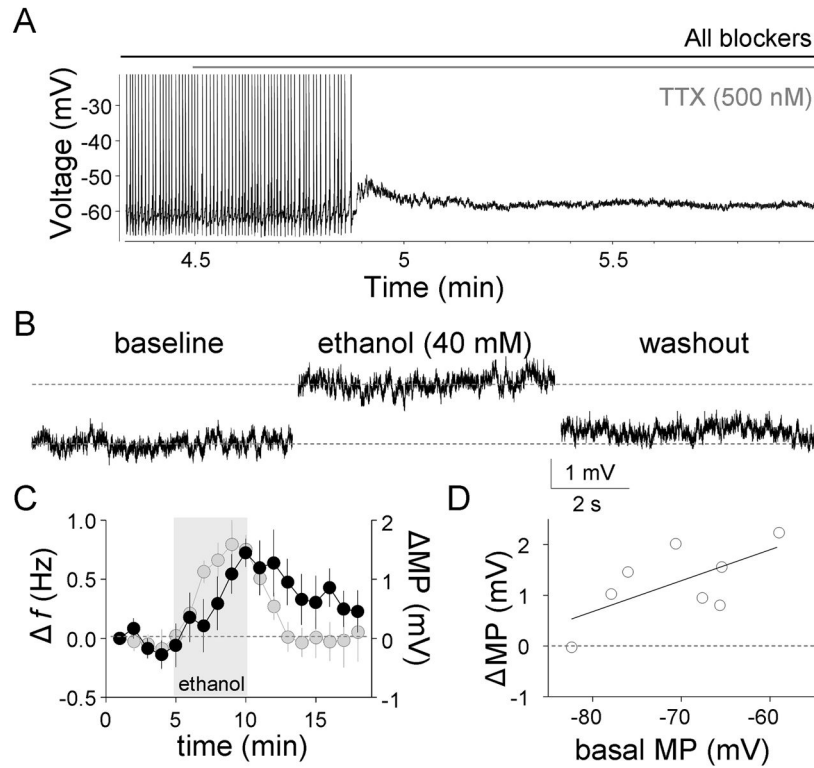 A
All blockers
TTX (500 nM)
Voltage (mV)
-30
-40
-50
-60
4.5
5
5.5
Time (min)
B
baseline
ethanol (40 mM)
washout
1 mV
2 s
C
Δ f (Hz)
1.0
0.5
0.0
-0.5
2
1
0
-1
ΔMP (mV)
ethanol
0
5
10
15
time (min)
D
ΔMP (mV)
2
1
0
-1
-80
-70
-60
basal MP (mV)